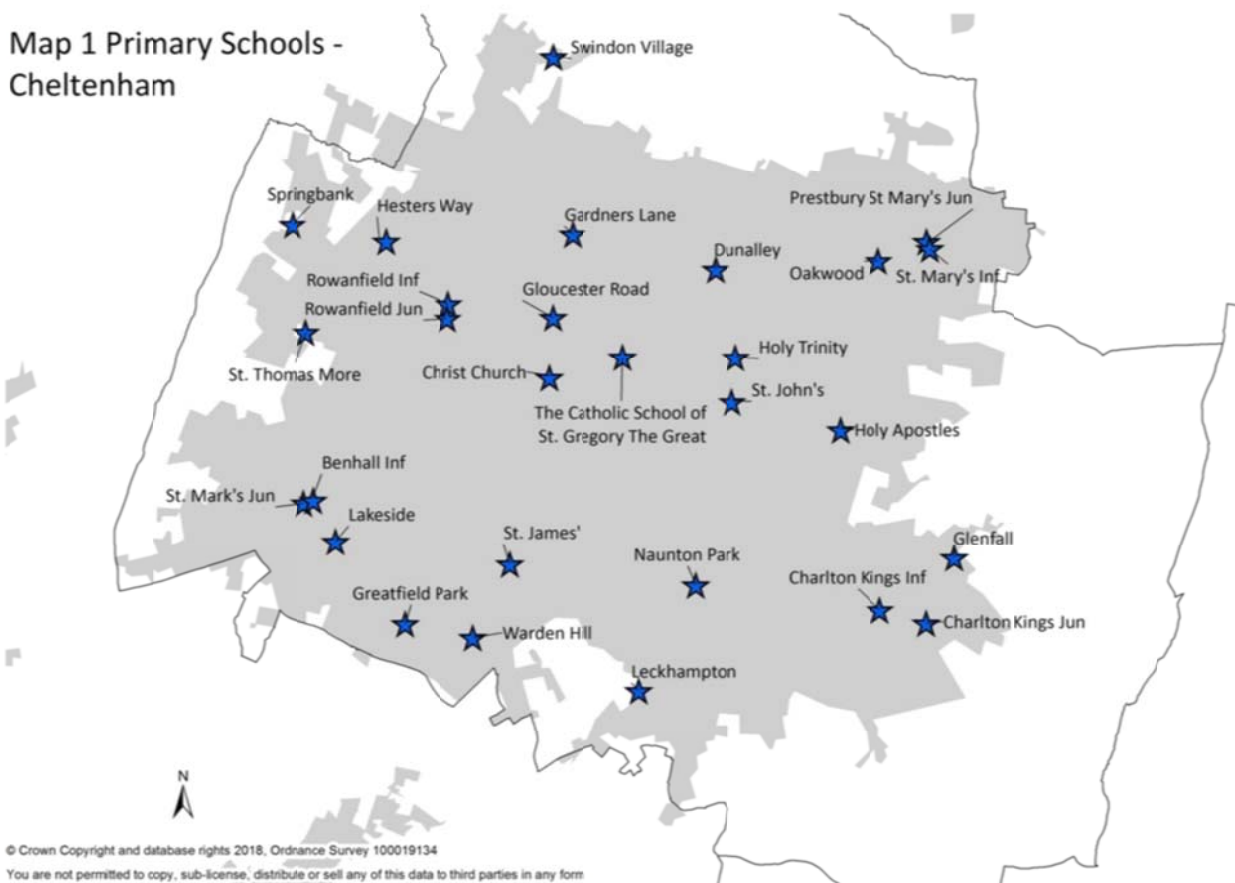 Map 1 Primary Schools -
Cheltenham
Swindon Village
Springbank
Hesters Way
Gardners Lane
Prestbury St Mary's Jun
Dunalley
Oakwood
St. Mary's Inf
Rowanfield Inf
Rowanfield Jun
Gloucester Road
St. Thomas More
Christ Church
Holy Trinity
The Catholic School of
St. Gregory The Great
St. John's
Holy Apostles
Benhall Inf
St. Mark's Jun
Lakeside
St. James'
Naunton Park
Glenfall
Charlton Kings Inf
Greatfield Park
Warden Hill
Charlton Kings Jun
Leckhampton
N
© Crown Copyright and database rights 2018, Ordnance Survey 100019134
You are not permitted to copy, sub-license, distribute or sell any of this data to third parties in any form